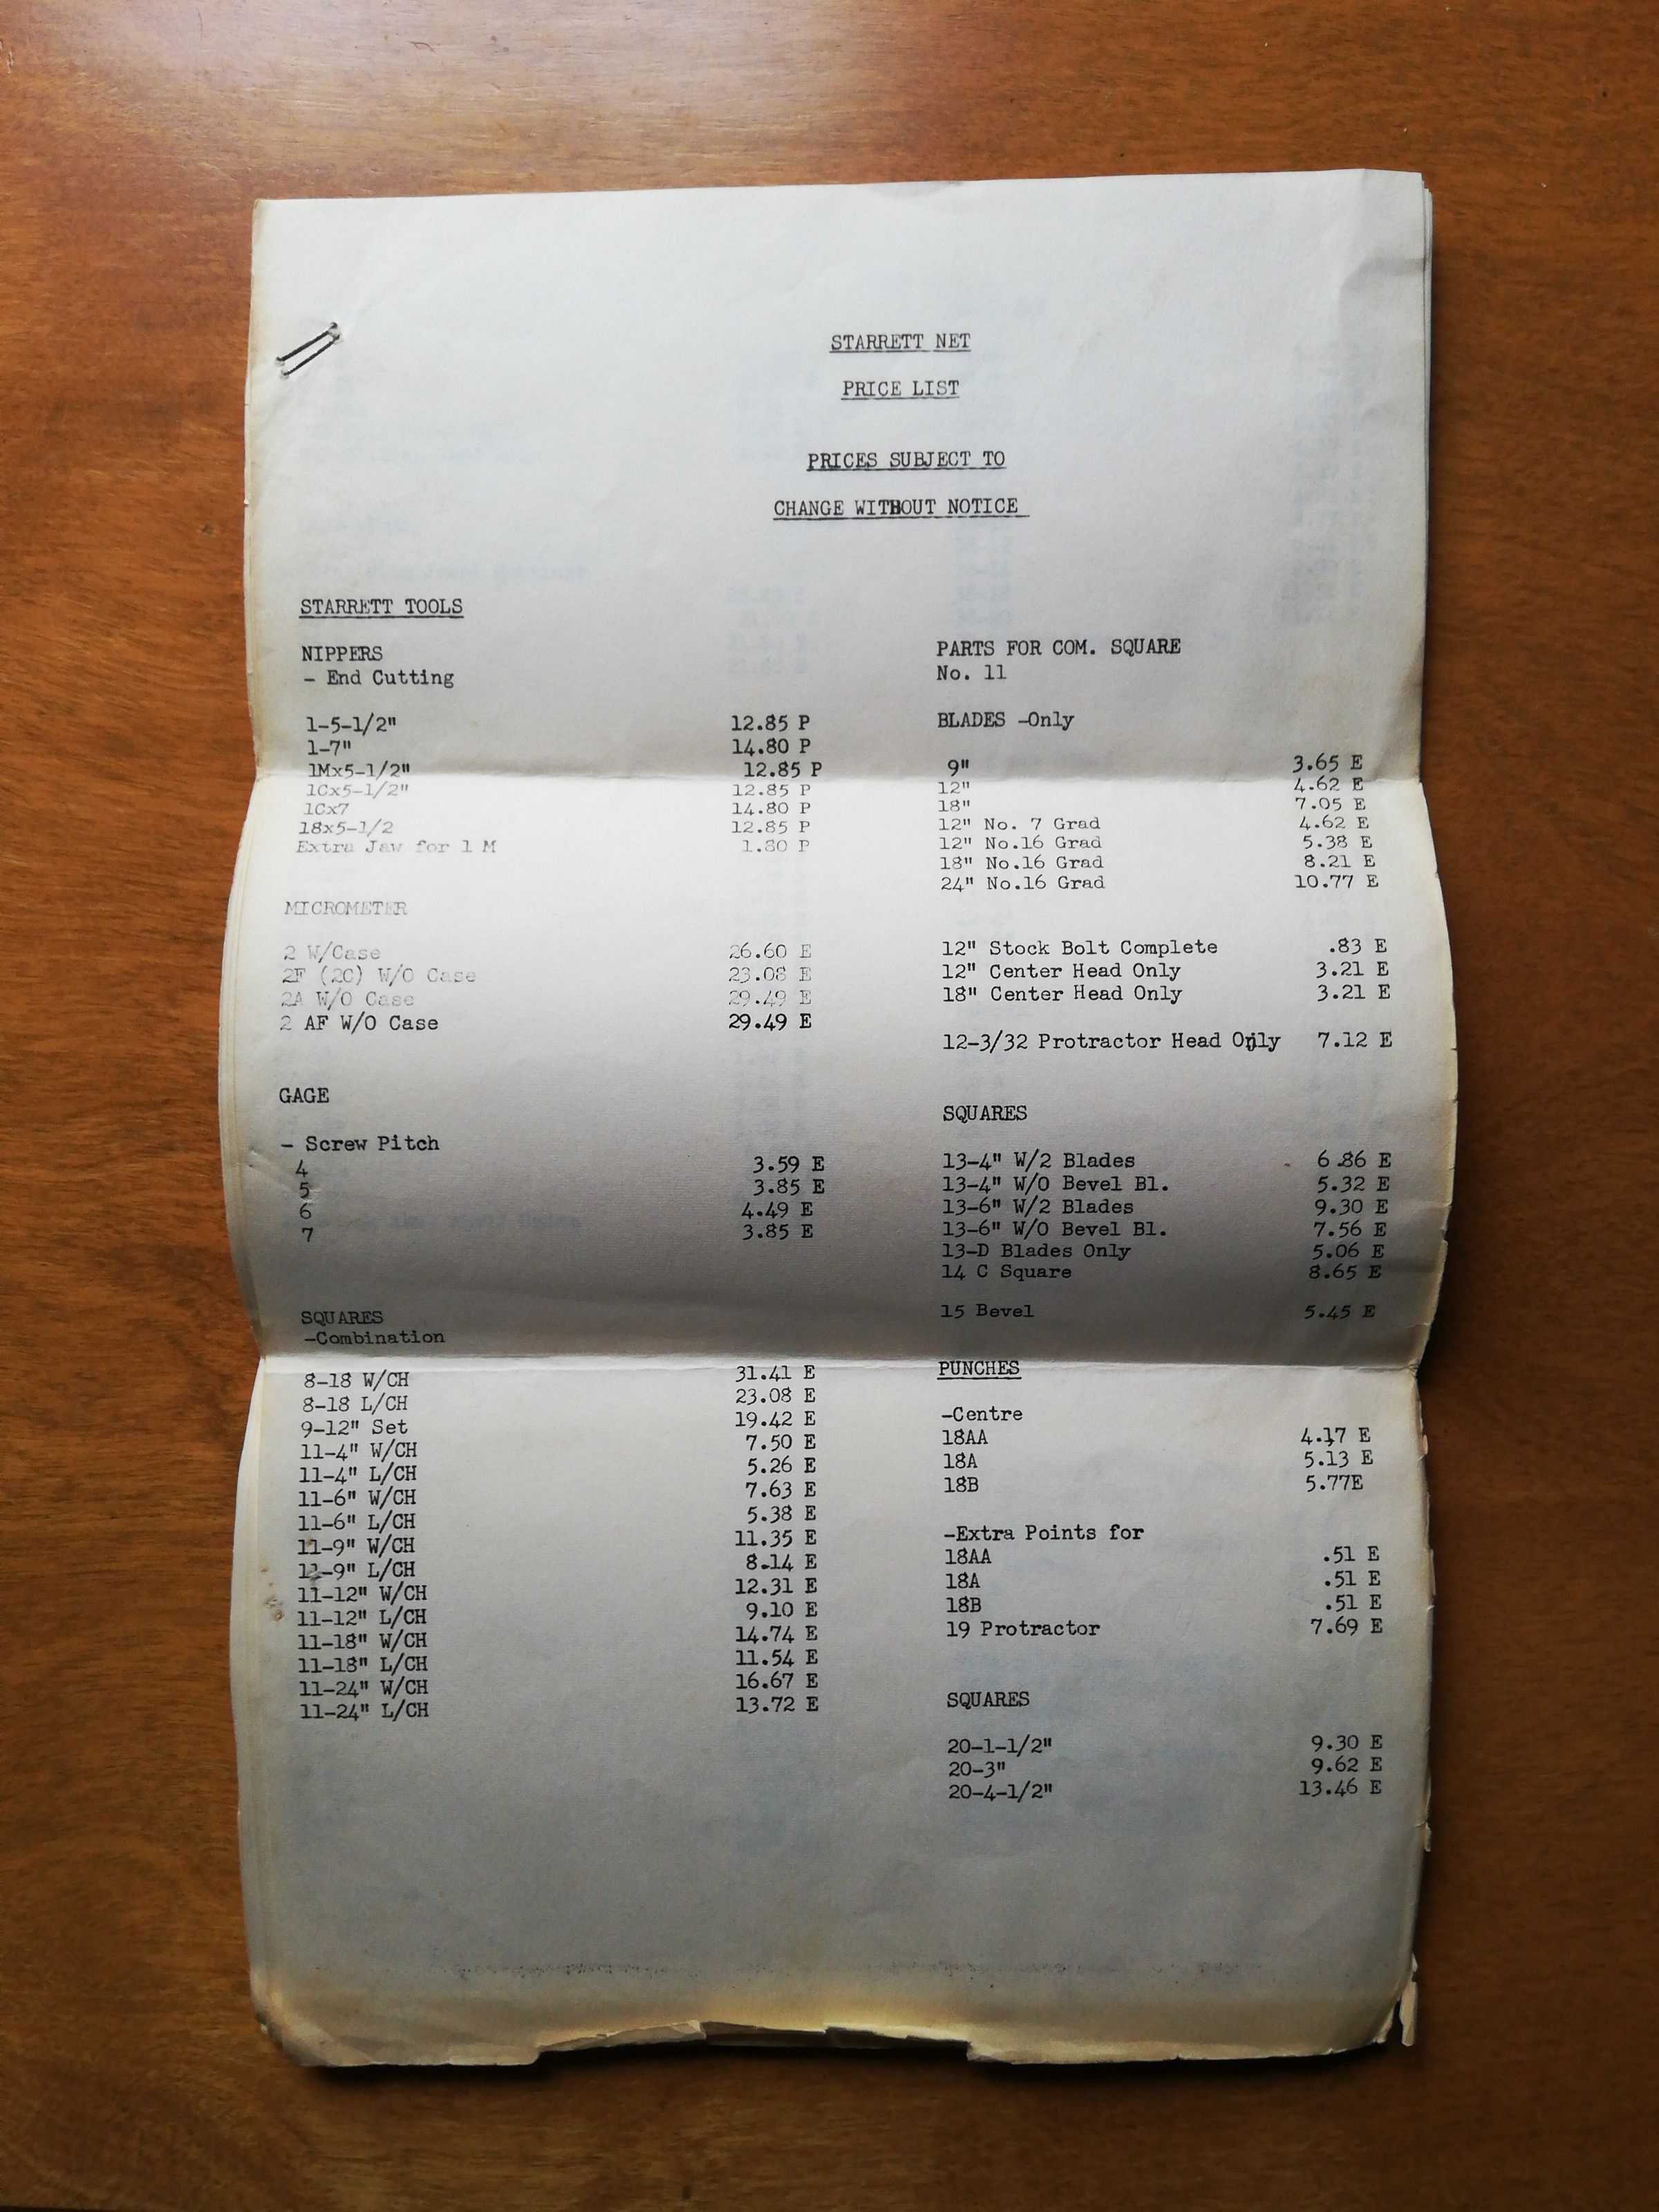 STARRETT NET
PRICE LIST
PRICES SUBJECT TO
CHANGE WITHOUT NOTICE
STARRETT TOOLS
NIPPERS
- End Cutting
1-5-1/2" 12.85 P
1-7" 14.80 P
1Mx5-1/2" 12.85 P
1Cx5-1/2" 12.85 P
1Cx7 14.80 P
18x5-1/2 12.85 P
Extra Jaw for 1 M 1.80 P
MICROMETER
2 W/Case 26.60 E
2F (2C) W/O Case 23.08 E
2A W/O Case 29.49 E
2 AF W/O Case 29.49 E
GAGE
- Screw Pitch
4 3.59 E
5 3.85 E
6 4.49 E
7 3.85 E
SQUARES
-Combination
8-18 W/CH 31.41 E
8-18 L/CH 23.08 E
9-12" Set 19.42 E
11-4" W/CH 7.50 E
11-4" L/CH 5.26 E
11-6" W/CH 7.63 E
11-6" L/CH 5.38 E
11-9" W/CH 11.35 E
11-9" L/CH 8.14 E
11-12" W/CH 12.31 E
11-12" L/CH 9.10 E
11-18" W/CH 14.74 E
11-18" L/CH 11.54 E
11-24" W/CH 16.67 E
11-24" L/CH 13.72 E
PARTS FOR COM. SQUARE
No. 11
BLADES -Only
9" 3.65 E
12" 4.62 E
18" 7.05 E
12" No. 7 Grad 4.62 E
12" No.16 Grad 5.38 E
18" No.16 Grad 8.21 E
24" No.16 Grad 10.77 E
12" Stock Bolt Complete .83 E
12" Center Head Only 3.21 E
18" Center Head Only 3.21 E
12-3/32 Protractor Head Only 7.12 E
SQUARES
13-4" W/2 Blades 6.86 E
13-4" W/O Bevel Bl. 5.32 E
13-6" W/2 Blades 9.30 E
13-6" W/O Bevel Bl. 7.56 E
13-D Blades Only 5.06 E
14 C Square 8.65 E
15 Bevel 5.45 E
PUNCHES
-Centre
18AA 4.17 E
18A 5.13 E
18B 5.77E
-Extra Points for
18AA .51 E
18A .51 E
18B .51 E
19 Protractor 7.69 E
SQUARES
20-1-1/2" 9.30 E
20-3" 9.62 E
20-4-1/2" 13.46 E